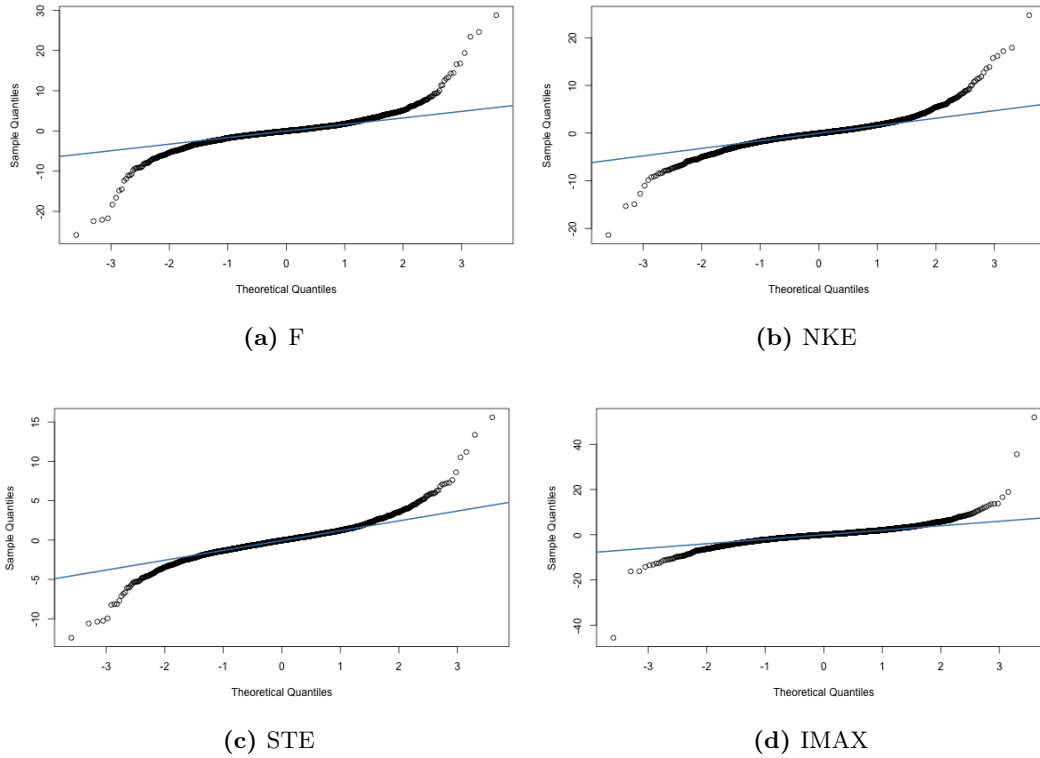 30
20
10
0
-10
-20
Sample Quantiles
-3 -2 -1 0 1 2 3
Theoretical Quantiles
(a) F
20
10
0
-10
-20
Sample Quantiles
-3 -2 -1 0 1 2 3
Theoretical Quantiles
(b) NKE
15
10
5
0
-5
-10
Sample Quantiles
-3 -2 -1 0 1 2 3
Theoretical Quantiles
(c) STE
40
20
0
-20
-40
Sample Quantiles
-3 -2 -1 0 1 2 3
Theoretical Quantiles
(d) IMAX